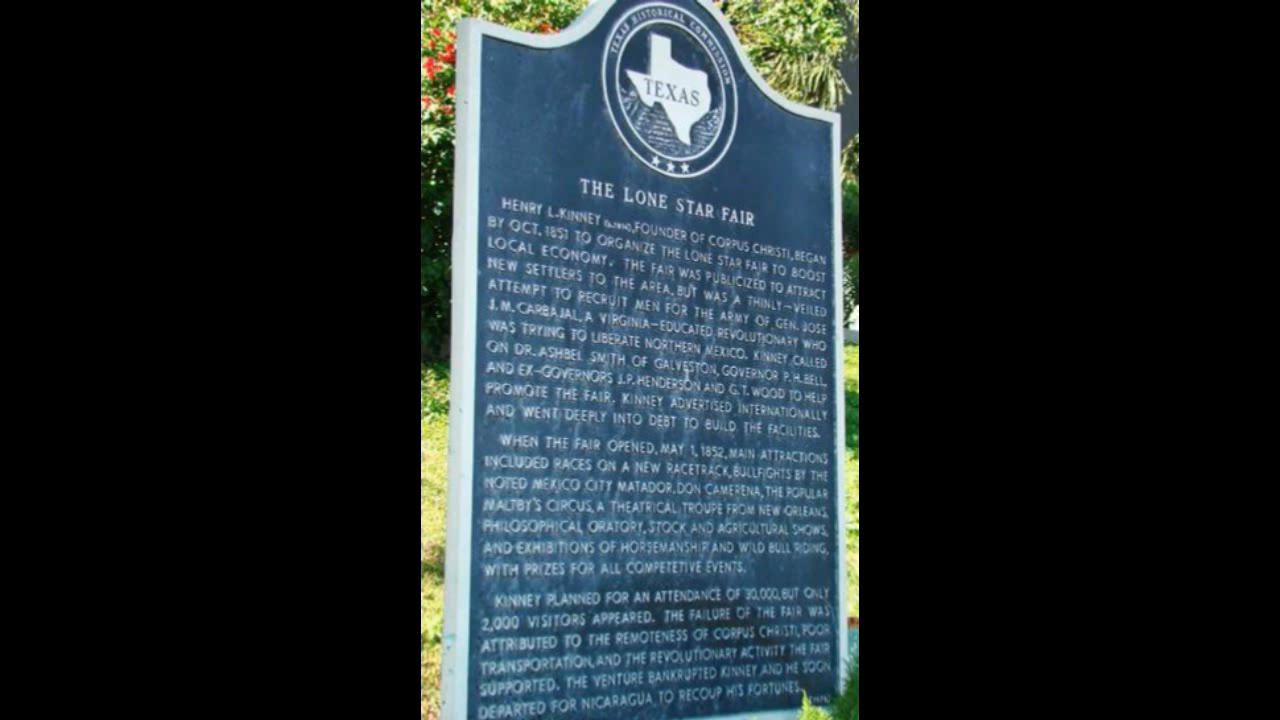 TEXAS HISTORICAL COMMISSION
TEXAS
THE LONE STAR FAIR
HENRY L. KINNEY FOUNDER OF CORPUS CHRISTI, BEGAN
BY OCT. 1851 TO ORGANIZE THE LONE STAR FAIR TO BOOST
LOCAL ECONOMY. THE FAIR WAS PUBLICIZED TO ATTRACT
NEW SETTLERS TO THE AREA, BUT WAS A THINLY-VEILED
ATTEMPT TO RECRUIT MEN FOR THE ARMY OF GEN. JOSE
J. M. CARBAJAL, A VIRGINIA-EDUCATED REVOLUTIONARY WHO
WAS TRYING TO LIBERATE NORTHERN MEXICO. KINNEY CALLED
ON DR. ASHBEL SMITH OF GALVESTON, GOVERNOR P. H. BELL,
AND EX-GOVERNORS J. P. HENDERSON AND G. T. WOOD TO HELP
PROMOTE THE FAIR. KINNEY ADVERTISED INTERNATIONALLY
AND WENT DEEPLY INTO DEBT TO BUILD THE FACILITIES.
WHEN THE FAIR OPENED, MAY 1, 1852, MAIN ATTRACTIONS
INCLUDED RACES ON A NEW RACETRACK, BULLFIGHTS BY THE
NOTED MEXICO CITY MATADOR, DON CAMERENA, THE POPULAR
MALTBY'S CIRCUS, A THEATRICAL TROUPE FROM NEW ORLEANS,
PHILOSOPHICAL ORATORY, STOCK AND AGRICULTURAL SHOWS,
AND EXHIBITIONS OF HORSEMANSHIP AND WILD BULL RIDING,
WITH PRIZES FOR ALL COMPETETIVE EVENTS.
KINNEY PLANNED FOR AN ATTENDANCE OF 30,000, BUT ONLY
2,000 VISITORS APPEARED. THE FAILURE OF THE FAIR WAS
ATTRIBUTED TO THE REMOTENESS OF CORPUS CHRISTI, POOR
TRANSPORTATION, AND THE REVOLUTIONARY ACTIVITY THE FAIR
SUPPORTED. THE VENTURE BANKRUPTED KINNEY AND HE SOON
DEPARTED FOR NICARAGUA TO RECOUP HIS FORTUNES.